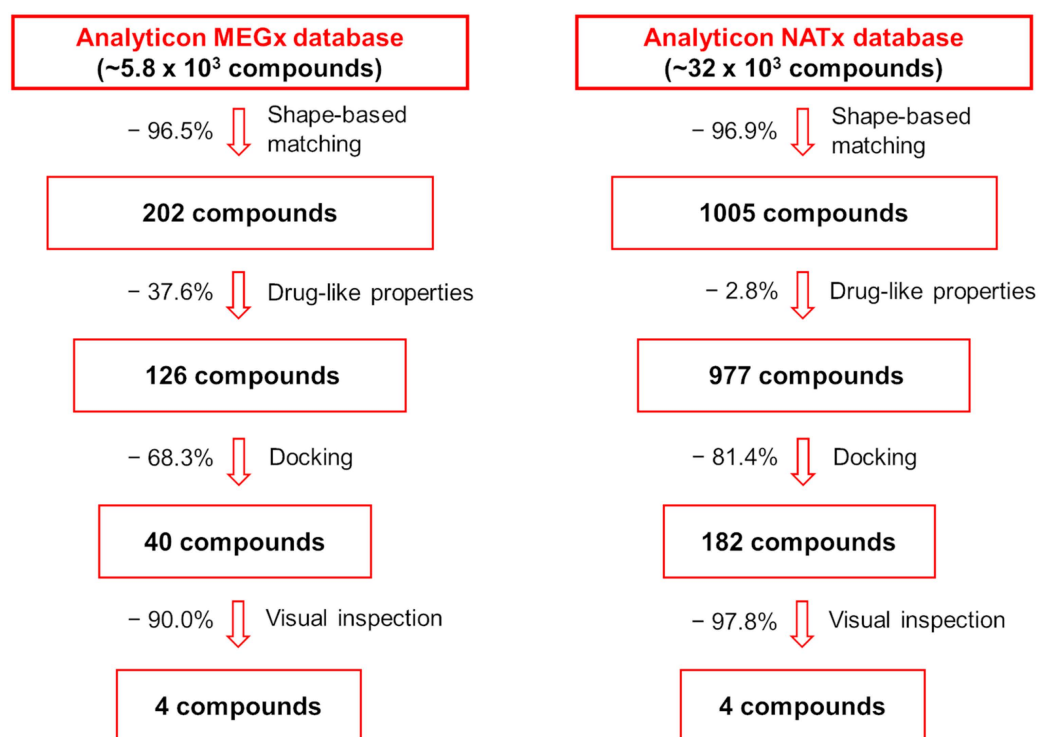 Analyticon MEGx database
(~5.8 x 10³ compounds)
− 96.5%
Shape-based
matching
202 compounds
− 37.6%
Drug-like properties
126 compounds
− 68.3%
Docking
40 compounds
− 90.0%
Visual inspection
4 compounds
Analyticon NATx database
(~32 x 10³ compounds)
− 96.9%
Shape-based
matching
1005 compounds
− 2.8%
Drug-like properties
977 compounds
− 81.4%
Docking
182 compounds
− 97.8%
Visual inspection
4 compounds